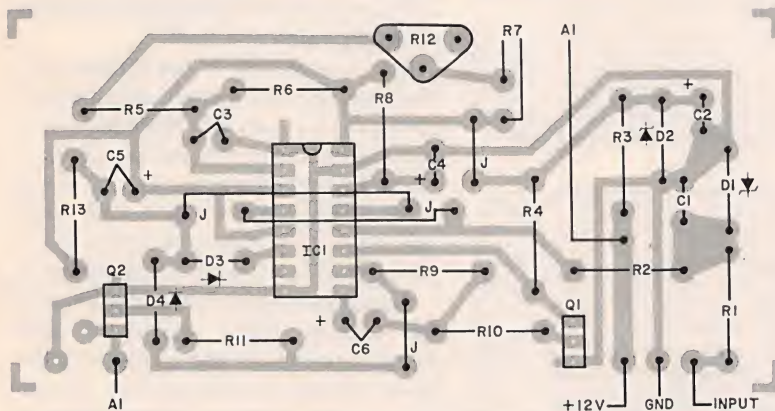 R12
R7
A1
R5
R6
C3
R8
R3
D2
+
C2
C5
+
C4
+
J
D1
R13
J
J
R4
C1
IC1
D3
R9
R2
Q2
D4
Q1
R1
+
R11
C6
J
R10
A1
+12V
GND
INPUT